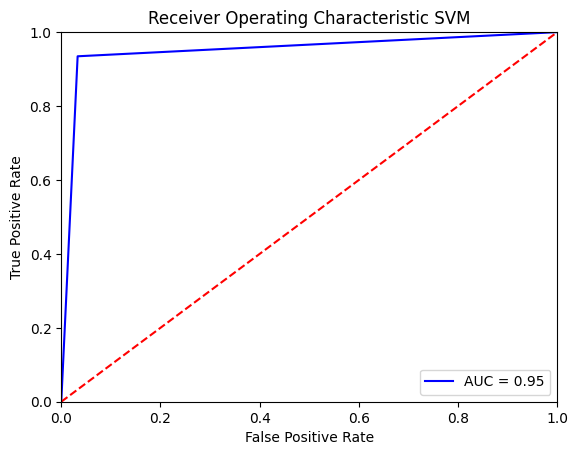 Receiver Operating Characteristic SVM
1.0
0.8
0.6
0.4
0.2
0.0
True Positive Rate
AUC = 0.95
0.0 0.2 0.4 0.6 0.8 1.0
False Positive Rate